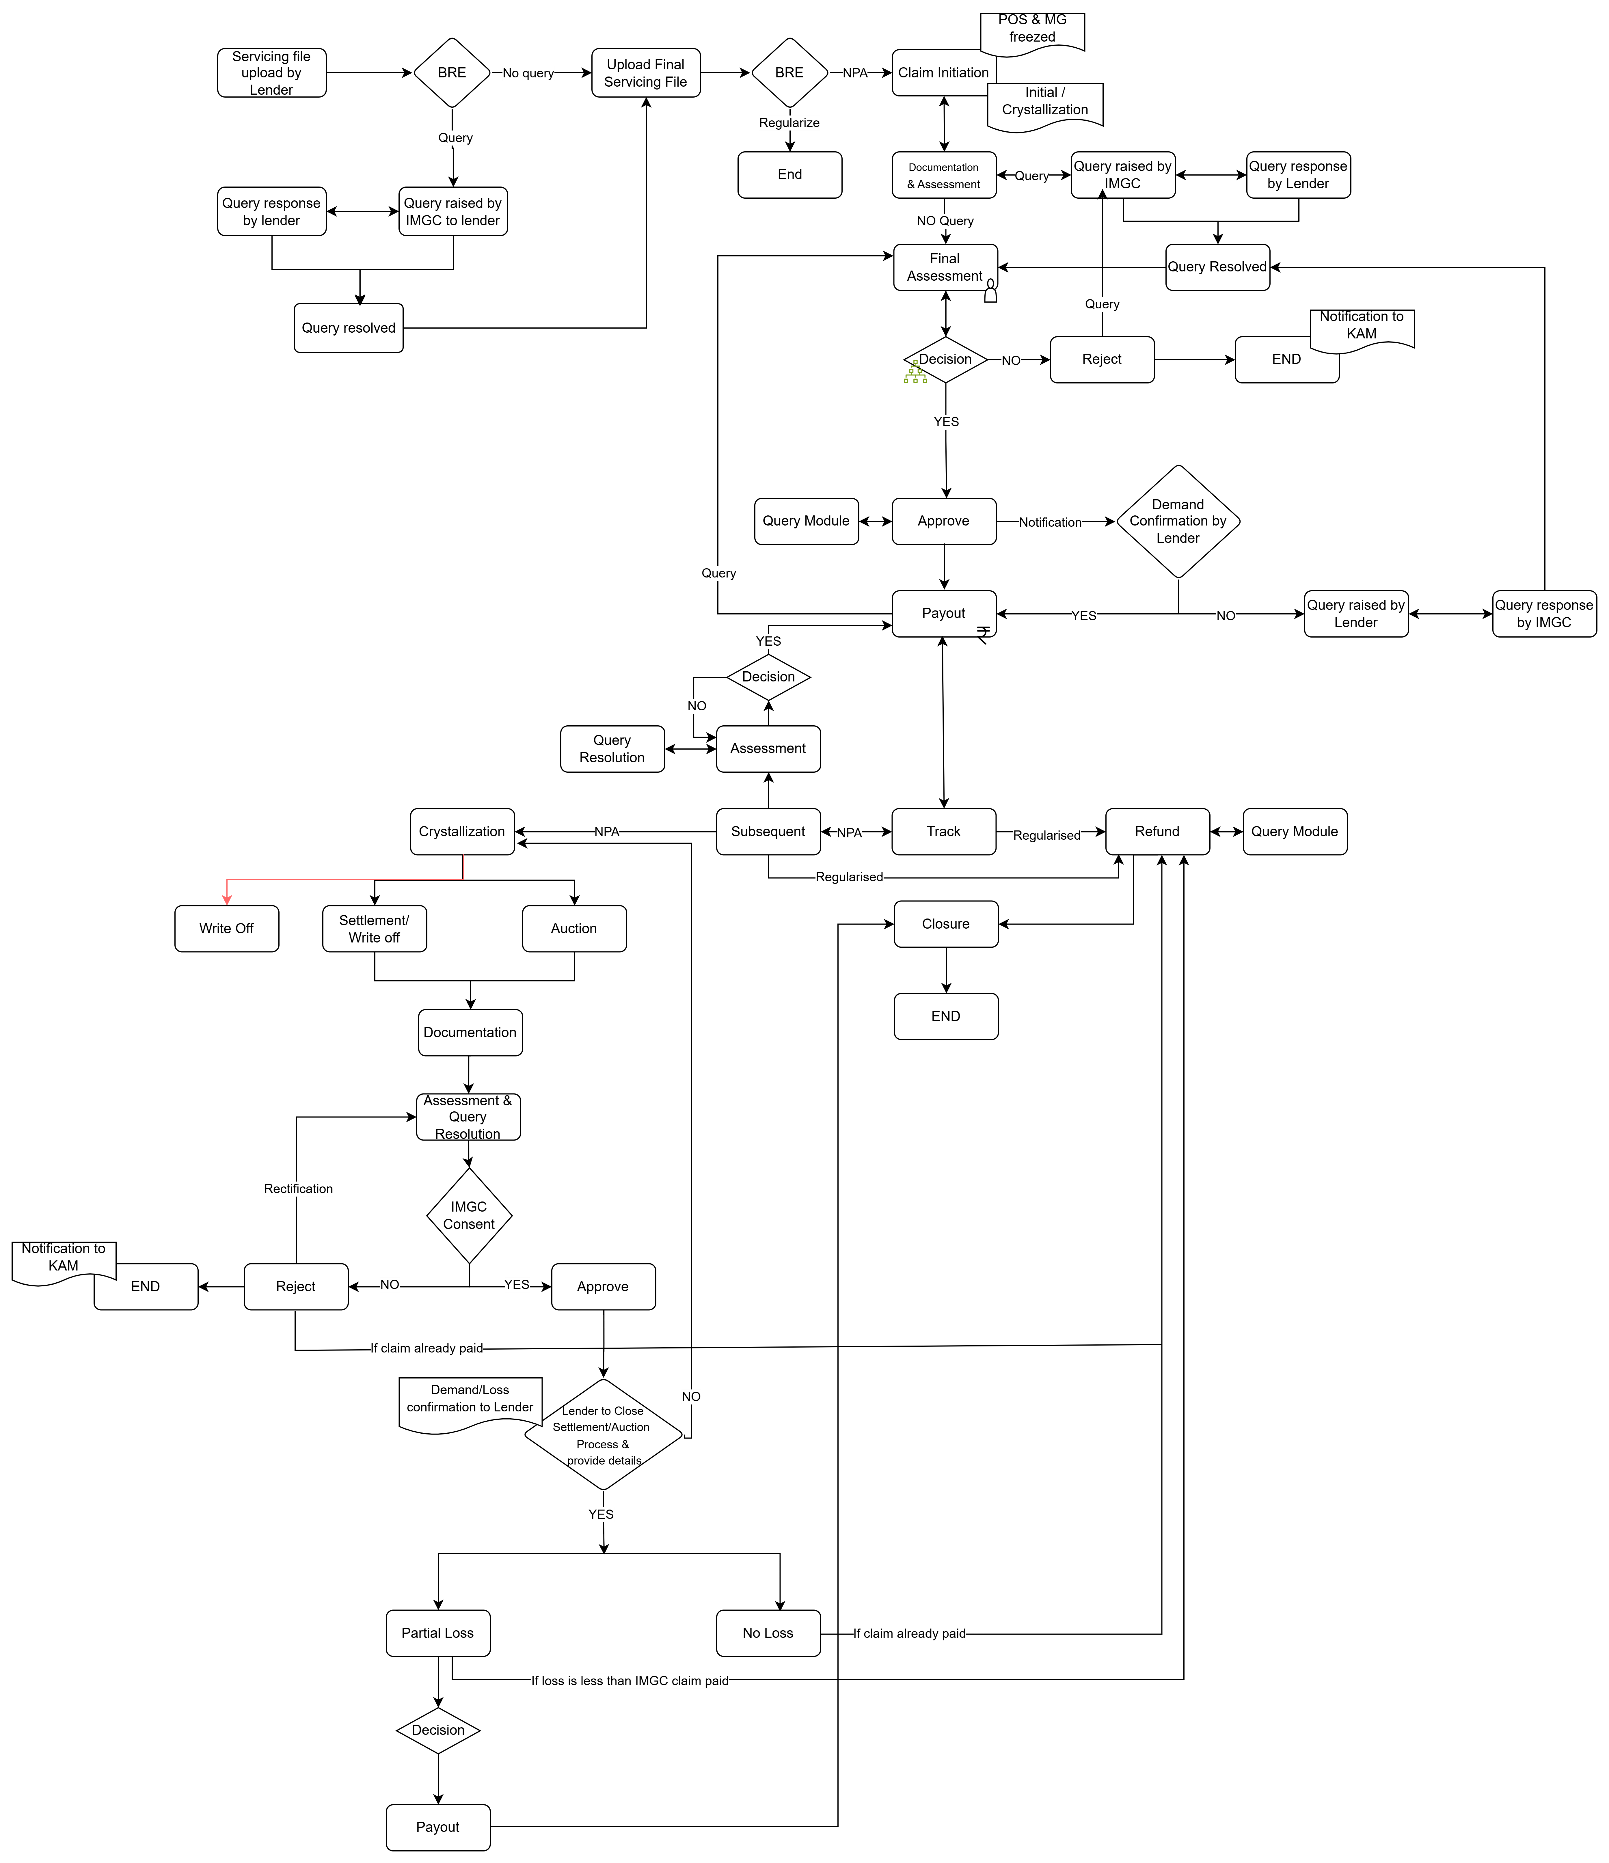 POS & MG
freezed
Servicing file
upload by
Lender
BRE
No query
Upload Final
Servicing File
BRE
NPA
Claim Initiation
Initial /
Crystallization
Query
Regularize
End
Documentation
& Assessment
Query
Query raised by
IMGC
Query response
by Lender
Query response
by lender
Query raised by
IMGC to lender
NO Query
Final
Assessment
Query Resolved
Query resolved
Query
Notification to
KAM
Decision
NO
Reject
END
YES
Query Module
Approve
Notification
Demand
Confirmation by
Lender
Query
Payout
YES
NO
Query raised by
Lender
Query response
by IMGC
YES
Decision
NO
Query
Resolution
Assessment
Crystallization
NPA
Subsequent
NPA
Track
Regularised
Refund
Query Module
Regularised
Write Off
Settlement/
Write off
Auction
Closure
END
Documentation
Assessment &
Query
Resolution
Rectification
IMGC
Consent
Notification to
KAM
END
Reject
NO
YES
Approve
If claim already paid
Demand/Loss
confirmation to Lender
NO
Lender to Close
Settlement/Auction
Process &
provide details
YES
Partial Loss
No Loss
If claim already paid
If loss is less than IMGC claim paid
Decision
Payout